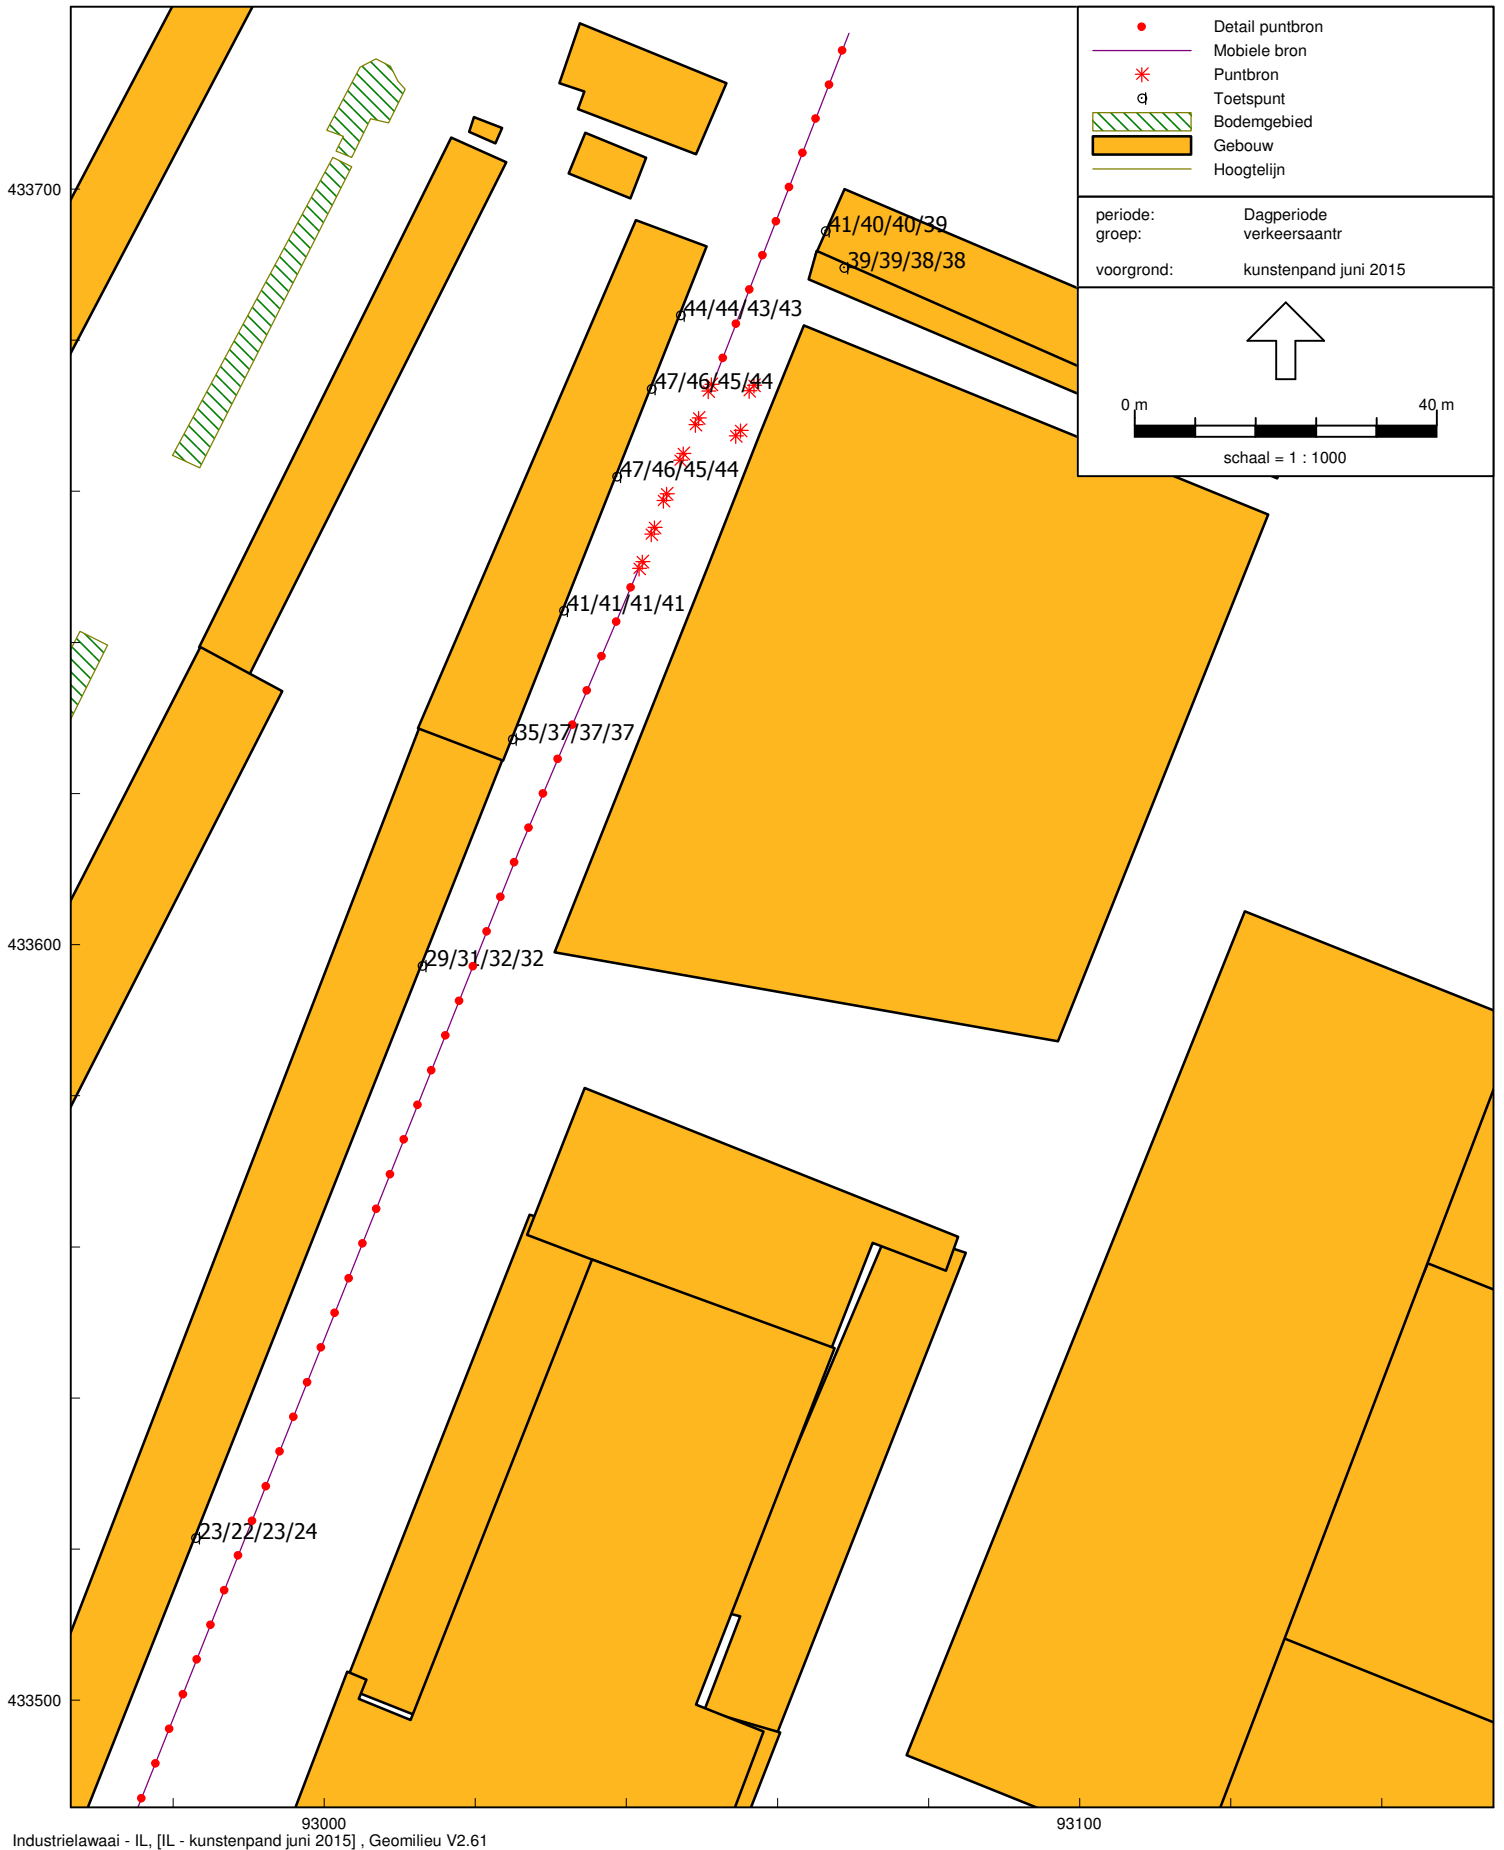 Detail puntbron
Mobiele bron
Puntbron
Toetspunt
Bodemgebied
Gebouw
Hoogtelijn
periode: Dagperiode
groep: verkeersaantr
voorgrond: kunstenpand juni 2015
0 m 40 m
schaal = 1 : 1000
433700
41/40/40/39
39/39/38/38
44/44/43/43
47/46/45/44
47/46/45/44
41/41/41/41
35/37/37/37
433600
29/31/32/32
23/22/23/24
433500
93000 93100
Industrielawaai - IL, [IL - kunstenpand juni 2015] , Geomilieu V2.61